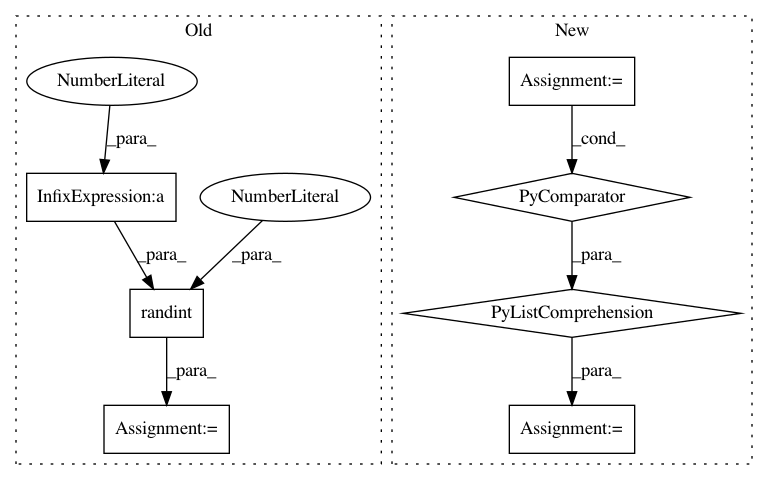 Old
New
NumberLiteral
Assignment:=
_para_
_cond_
InfixExpression:a
NumberLiteral
PyComparator
_para_
_para_
_para_
randint
PyListComprehension
_para_
_para_
Assignment:=
Assignment:=